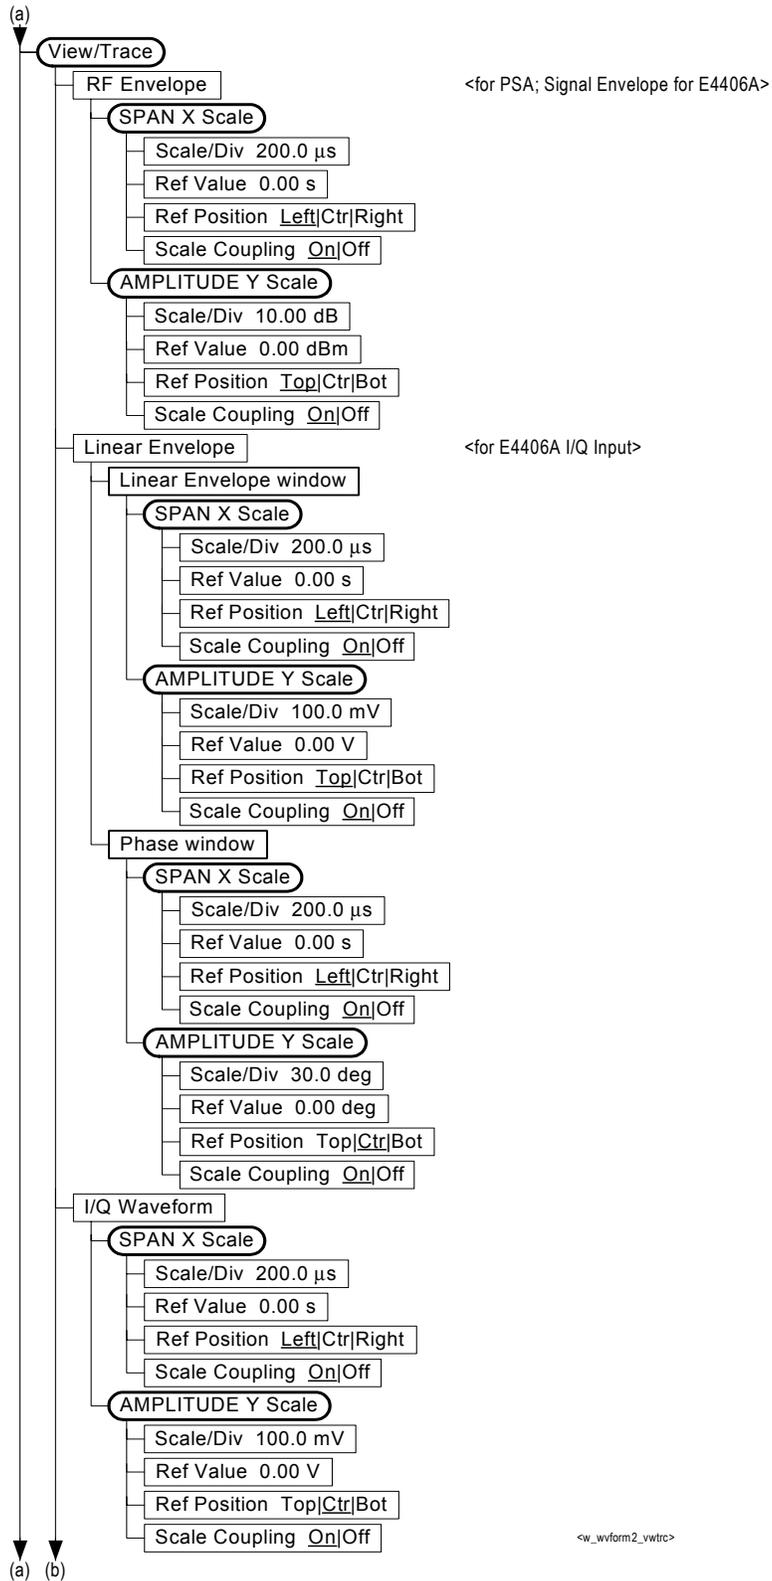 (a)
View/Trace
RF Envelope <for PSA; Signal Envelope for E4406A>
SPAN X Scale
Scale/Div 200.0 μs
Ref Value 0.00 s
Ref Position Left|Ctr|Right
Scale Coupling On|Off
AMPLITUDE Y Scale
Scale/Div 10.00 dB
Ref Value 0.00 dBm
Ref Position Top|Ctr|Bot
Scale Coupling On|Off
Linear Envelope <for E4406A I/Q Input>
Linear Envelope window
SPAN X Scale
Scale/Div 200.0 μs
Ref Value 0.00 s
Ref Position Left|Ctr|Right
Scale Coupling On|Off
AMPLITUDE Y Scale
Scale/Div 100.0 mV
Ref Value 0.00 V
Ref Position Top|Ctr|Bot
Scale Coupling On|Off
Phase window
SPAN X Scale
Scale/Div 200.0 μs
Ref Value 0.00 s
Ref Position Left|Ctr|Right
Scale Coupling On|Off
AMPLITUDE Y Scale
Scale/Div 30.0 deg
Ref Value 0.00 deg
Ref Position Top|Ctr|Bot
Scale Coupling On|Off
I/Q Waveform
SPAN X Scale
Scale/Div 200.0 μs
Ref Value 0.00 s
Ref Position Left|Ctr|Right
Scale Coupling On|Off
AMPLITUDE Y Scale
Scale/Div 100.0 mV
Ref Value 0.00 V
Ref Position Top|Ctr|Bot
Scale Coupling On|Off <w_wvform2_vwtrc>
(a) (b)